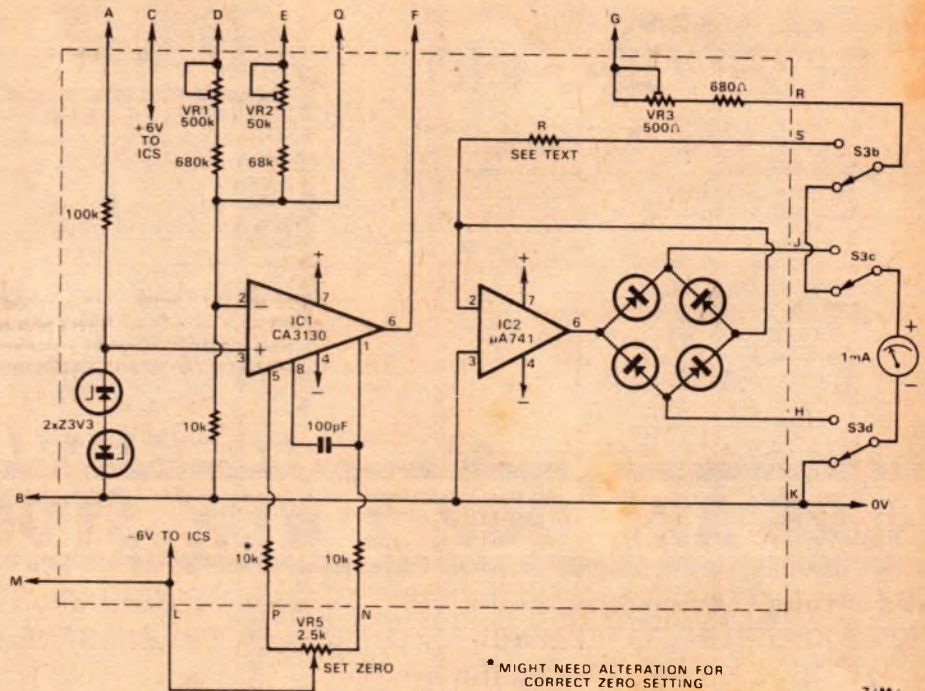 A C D E Q F G
VR1
500k
VR2
50k
VR3
500Ω
680Ω
R
+6V
TO
ICS
R
SEE TEXT
S
S3b
680k
68k
100k
J
S3c
2
7
IC1
CA3130
6
3
4
1
5
8
2
7
IC2
µA741
6
3
4
+
1mA
−
2xZ3V3
10k
100pF
H
S3d
B
K
0V
−6V TO ICS
*
10k
10k
M
L
P
N
VR5
2.5k
SET ZERO
* MIGHT NEED ALTERATION FOR
CORRECT ZERO SETTING